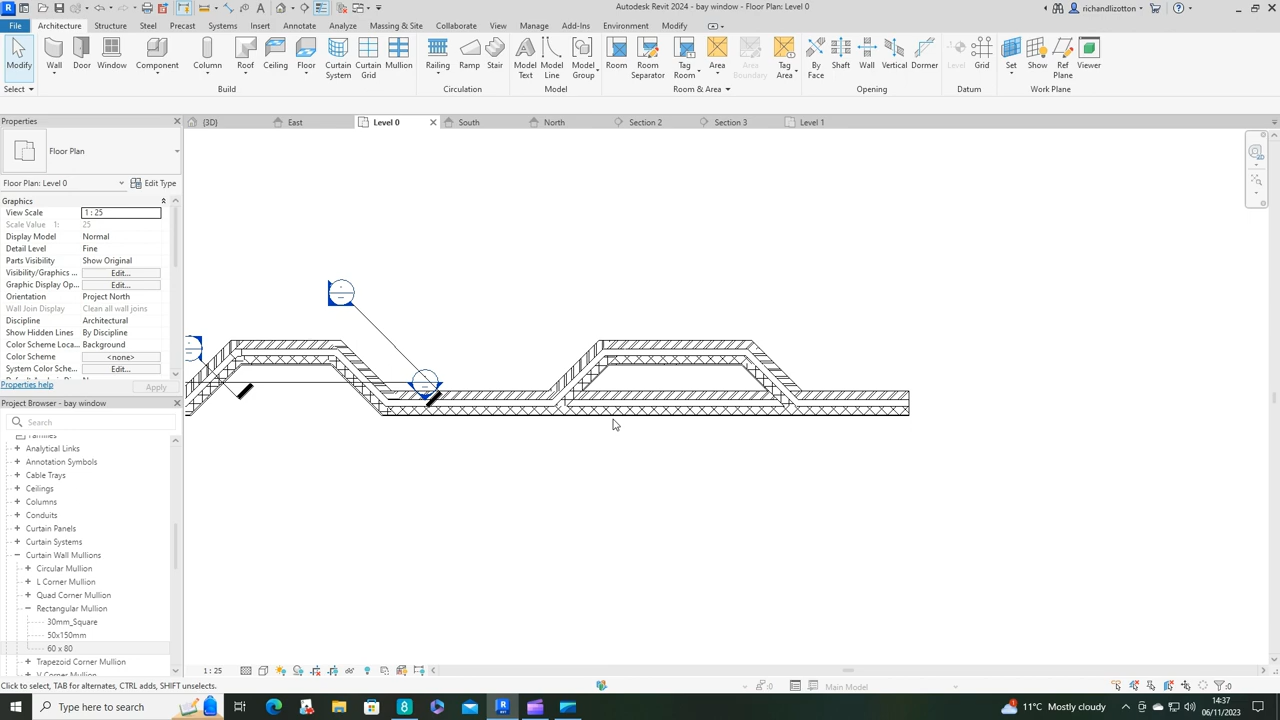 Autodesk Revit 2024 - bay window - Floor Plan: Level 0
richandlizotton
File Architecture Structure Steel Precast Systems Insert Annotate Analyze Massing & Site Collaborate View Manage Add-Ins Environment Modify
Modify Wall Door Window Component Column Roof Ceiling Floor Curtain System Curtain Grid Mullion Railing Ramp Stair Model Text Model Line Model Group Room Room Separator Tag Room Area Area Boundary Tag Area By Face Shaft Wall Vertical Dormer Level Grid Set Show Ref Plane Viewer
Select Build Circulation Model Room & Area Opening Datum Work Plane
Properties
{3D} East Level 0 South North Section 2 Section 3 Level 1
Floor Plan
Floor Plan: Level 0 Edit Type
Graphics
View Scale 1 : 25
Scale Value 1: 25
Display Model Normal
Detail Level Fine
Parts Visibility Show Original
Visibility/Graphics ... Edit...
Graphic Display Op... Edit...
Orientation Project North
Wall Join Display Clean all wall joins
Discipline Architectural
Show Hidden Lines By Discipline
Color Scheme Loca... Background
Color Scheme <none>
System Color Sche... Edit...
Properties help Apply
Project Browser - bay window
Search
Families
Analytical Links
Annotation Symbols
Cable Trays
Ceilings
Columns
Conduits
Curtain Panels
Curtain Systems
Curtain Wall Mullions
Circular Mullion
L Corner Mullion
Quad Corner Mullion
Rectangular Mullion
30mm_Square
50x150mm
60 x 80
Trapezoid Corner Mullion
V Corner Mullion
1 : 25
Click to select, TAB for alternates, CTRL adds, SHIFT unselects.
:0 Main Model :0
Type here to search
11°C Mostly cloudy
14:37
06/11/2023